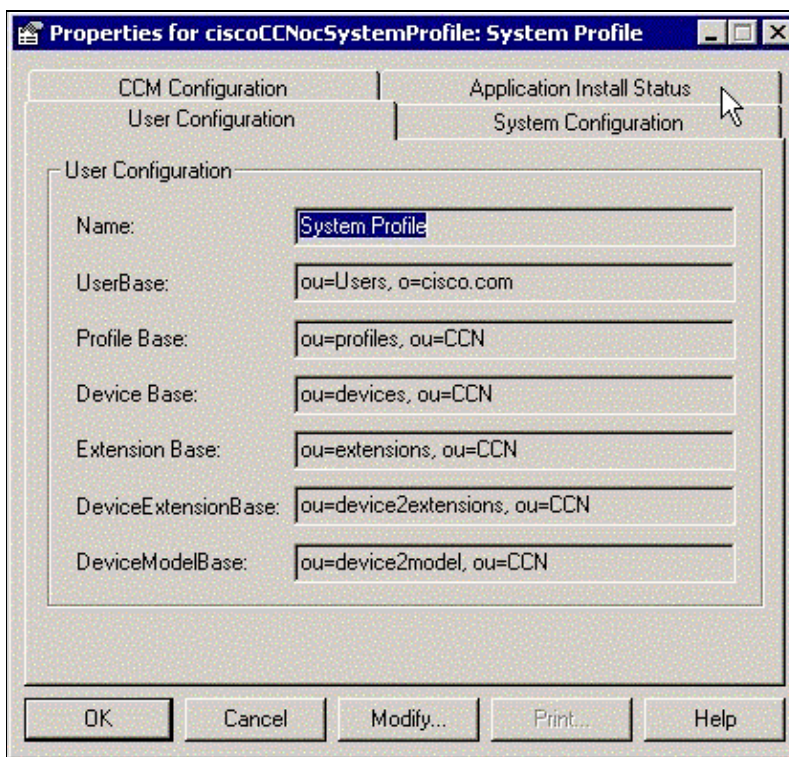 Properties for ciscoCCNocSystemProfile: System Profile
CCM Configuration
Application Install Status
User Configuration
System Configuration
User Configuration
Name: System Profile
UserBase: ou=Users, o=cisco.com
Profile Base: ou=profiles, ou=CCN
Device Base: ou=devices, ou=CCN
Extension Base: ou=extensions, ou=CCN
DeviceExtensionBase: ou=device2extensions, ou=CCN
DeviceModelBase: ou=device2model, ou=CCN
OK
Cancel
Modify...
Print...
Help